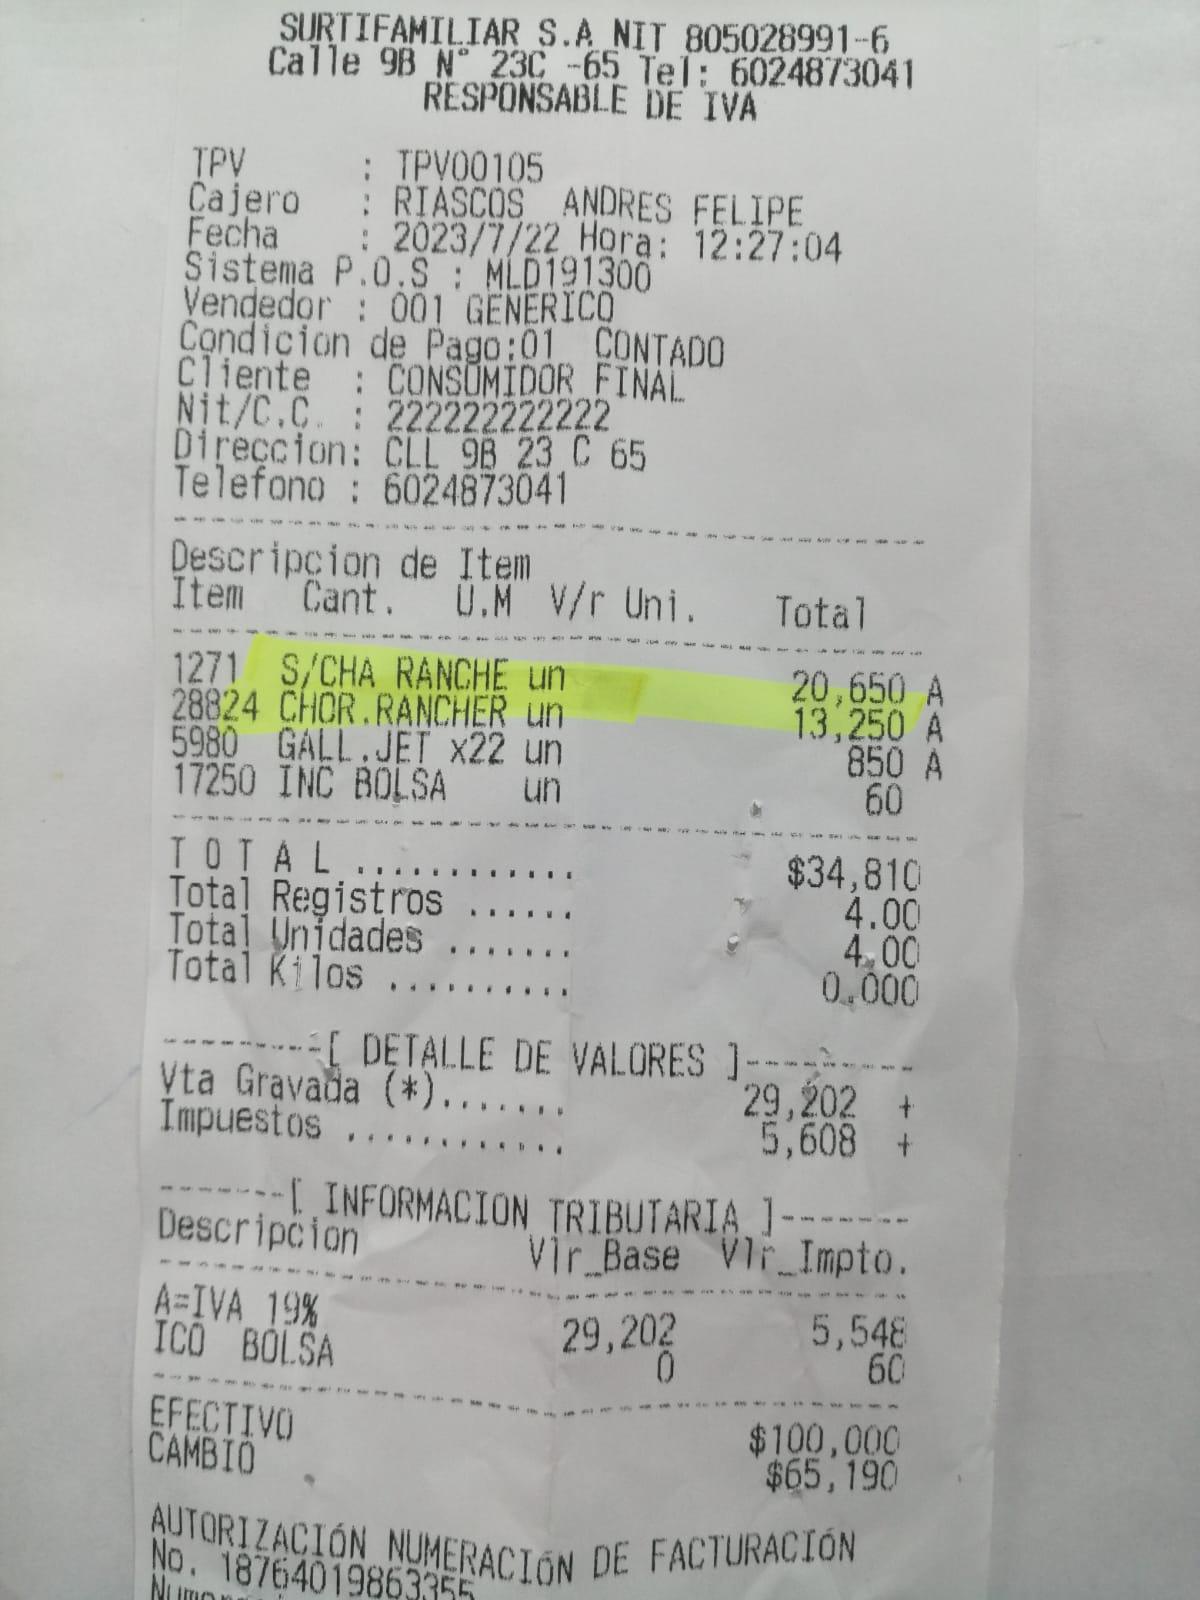 SURTIFAMILIAR S.A NIT 805028991-6
Calle 9B N° 23C -65 Tel: 6024873041
RESPONSABLE DE IVA
TPV : TPV00105
Cajero : RIASCOS ANDRES FELIPE
Fecha : 2023/7/22 Hora: 12:27:04
Sistema P.O.S : MLD191300
Vendedor : 001 GENERICO
Condicion de Pago:01 CONTADO
Cliente : CONSUMIDOR FINAL
Nit/C.C. : 222222222222
Direccion: CLL 9B 23 C 65
Telefono : 6024873041
Descripcion de Item
Item Cant. U.M V/r Uni. Total
1271 S/CHA RANCHE un 20,650 A
28824 CHOR.RANCHER un 13,250 A
5980 GALL.JET x22 un 850 A
17250 INC BOLSA un 60
T O T A L ............ $34,810
Total Registros ...... 4.00
Total Unidades ....... 4.00
Total Kilos .......... 0.000
---------[ DETALLE DE VALORES ]----------
Vta Gravada (*)....... 29,202 +
Impuestos ............ 5,608 +
-------[ INFORMACION TRIBUTARIA ]-------
Descripcion Vlr_Base Vlr_Impto.
A=IVA 19% 29,202 5,548
ICO BOLSA 0 60
EFECTIVO $100,000
CAMBIO $65,190
AUTORIZACIÓN NUMERACIÓN DE FACTURACIÓN
No. 18764019863355